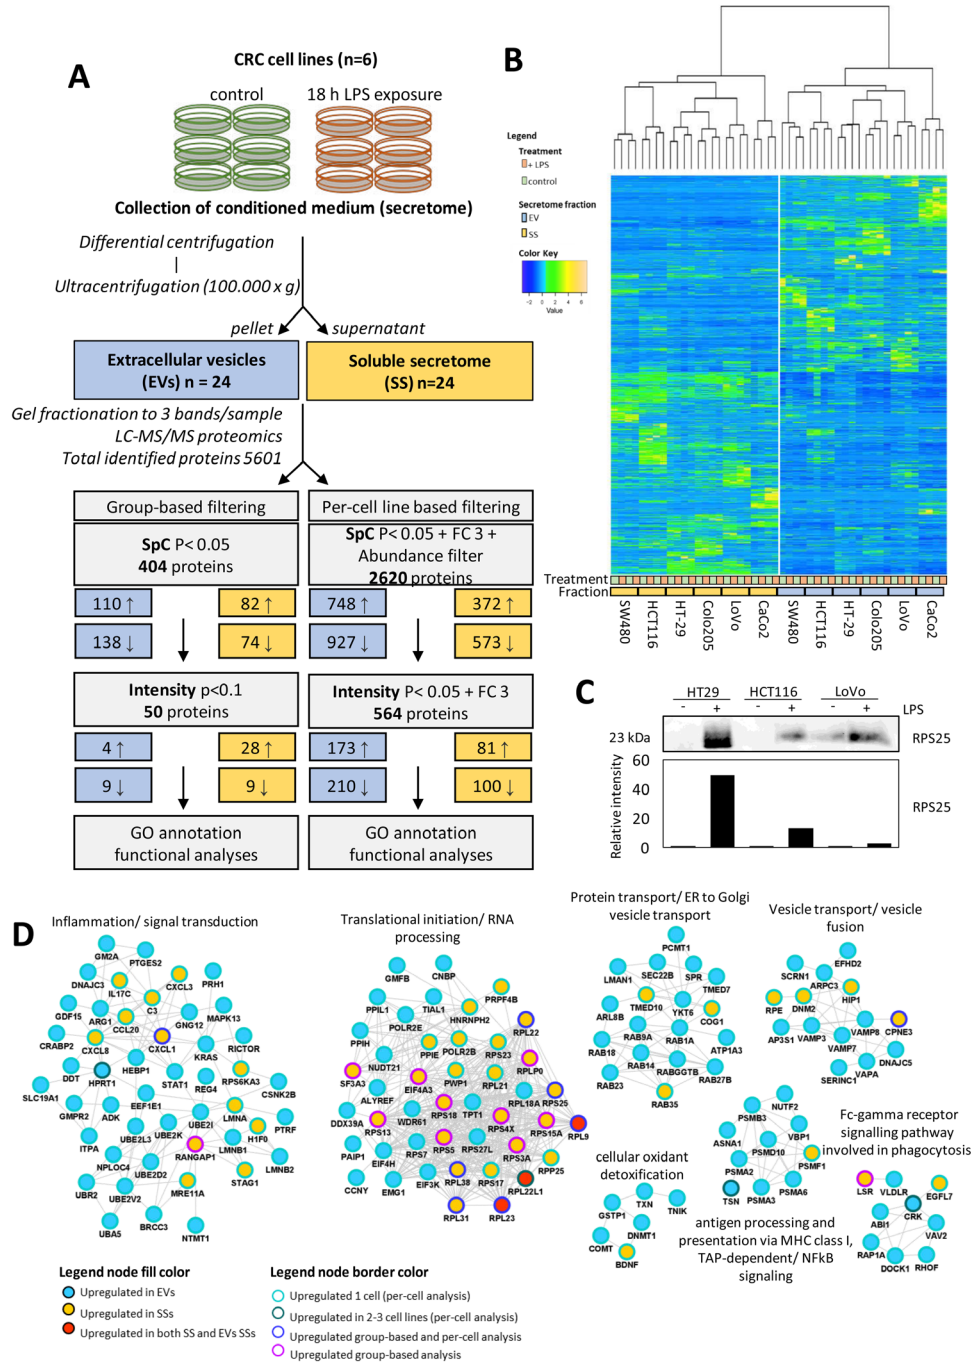 A
CRC cell lines (n=6)
control
18 h LPS exposure
Collection of conditioned medium (secretome)
Differential centrifugation
Ultracentrifugation (100.000 x g)
pellet
supernatant
Extracellular vesicles
(EVs) n = 24
Soluble secretome
(SS) n=24
Gel fractionation to 3 bands/sample
LC-MS/MS proteomics
Total identified proteins 5601
Group-based filtering
Per-cell line based filtering
SpC P< 0.05
404 proteins
SpC P< 0.05 + FC 3 +
Abundance filter
2620 proteins
110 ↑
82 ↑
748 ↑
372 ↑
138 ↓
74 ↓
927 ↓
573 ↓
Intensity p<0.1
50 proteins
Intensity P< 0.05 + FC 3
564 proteins
4 ↑
28 ↑
173 ↑
81 ↑
9 ↓
9 ↓
210 ↓
100 ↓
GO annotation
functional analyses
GO annotation
functional analyses
B
Legend
Treatment
+ LPS
control
Secretome fraction
EV
SS
Color Key
-2 0 2 4 6
Value
Treatment
Fraction
SW480
HCT116
HT-29
Colo205
LoVo
CaCo2
SW480
HCT116
HT-29
Colo205
LoVo
CaCo2
C
HT29
HCT116
LoVo
- + - + - +
LPS
23 kDa
RPS25
Relative intensity
60
40
20
0
RPS25
D
Inflammation/ signal transduction
GM2A
PTGES2
DNAJC3
IL17C
CXCL3
PRH1
GDF15
ARG1
C3
CCL20
GNG12
MAPK13
CRABP2
CXCL8
CXCL1
KRAS
RICTOR
DDT
HPRT1
HEBP1
STAT1
REG4
RPS6KA3
SLC19A1
CSNK2B
GMPR2
ADK
EEF1E1
UBE2I
LMNA
PTRF
ITPA
UBE2L3
UBE2K
H1F0
NPLOC4
RANGAP1
LMNB1
LMNB2
UBR2
UBE2D2
STAG1
UBE2V2
MRE11A
UBA5
BRCC3
NTMT1
Translational initiation/ RNA
processing
GMFB
CNBP
PRPF4B
PPIL1
TIAL1
HNRNPH2
POLR2E
RPL22
PPIH
PPIE
POLR2B
RPS23
NUDT21
RPLP0
SF3A3
EIF4A3
PWP1
RPL21
ALYREF
RPL18A
RPS25
DDX39A
RPS13
WDR61
RPS18
TPT1
RPS4X
RPS15A
RPL9
PAIP1
EIF4H
RPS7
RPS5
RPS27L
RPS3A
RPP25
CCNY
EMG1
EIF3K
RPL38
RPS17
RPL22L1
RPL31
RPL23
Protein transport/ ER to Golgi
vesicle transport
PCMT1
LMAN1
SEC22B
SPR
TMED7
TMED10
YKT6
COG1
ARL8B
RAB9A
RAB1A
ATP1A3
RAB18
RAB14
RABGGTB
RAB27B
RAB23
RAB35
Vesicle transport/ vesicle
fusion
EFHD2
SCRN1
ARPC3
HIP1
RPE
DNM2
VAMP8
CPNE3
AP3S1
VAMP3
VAMP7
DNAJC5
VAPA
SERINC1
cellular oxidant
detoxification
TXN
GSTP1
TNIK
DNMT1
COMT
BDNF
NUTF2
PSMB3
ASNA1
VBP1
PSMD10
PSMA2
PSMF1
TSN
PSMA3
PSMA6
antigen processing and
presentation via MHC class I,
TAP-dependent/ NFkB
signaling
Fc-gamma receptor
signalling pathway
involved in phagocytosis
LSR
VLDLR
EGFL7
ABI1
CRK
VAV2
RAP1A
DOCK1
RHOF
Legend node fill color
Upregulated in EVs
Upregulated in SSs
Upregulated in both SS and EVs SSs
Legend node border color
Upregulated 1 cell (per-cell analysis)
Upregulated in 2-3 cell lines (per-cell analysis)
Upregulated group-based and per-cell analysis
Upregulated group-based analysis